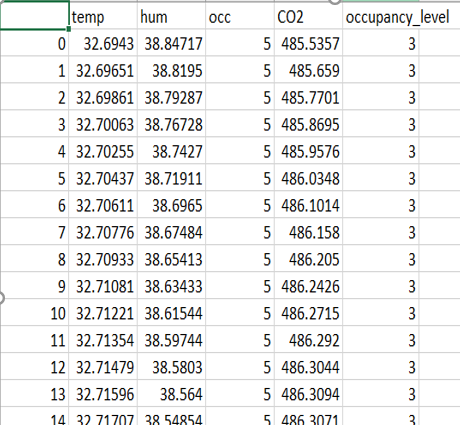 temp hum occ CO2 occupancy_level
0 32.6943 38.84717 5 485.5357 3
1 32.69651 38.8195 5 485.659 3
2 32.69861 38.79287 5 485.7701 3
3 32.70063 38.76728 5 485.8695 3
4 32.70255 38.7427 5 485.9576 3
5 32.70437 38.71911 5 486.0348 3
6 32.70611 38.6965 5 486.1014 3
7 32.70776 38.67484 5 486.158 3
8 32.70933 38.65413 5 486.205 3
9 32.71081 38.63433 5 486.2426 3
10 32.71221 38.61544 5 486.2715 3
11 32.71354 38.59744 5 486.292 3
12 32.71479 38.5803 5 486.3044 3
13 32.71596 38.564 5 486.3094 3
14 32.71707 38.54854 5 486.3071 3